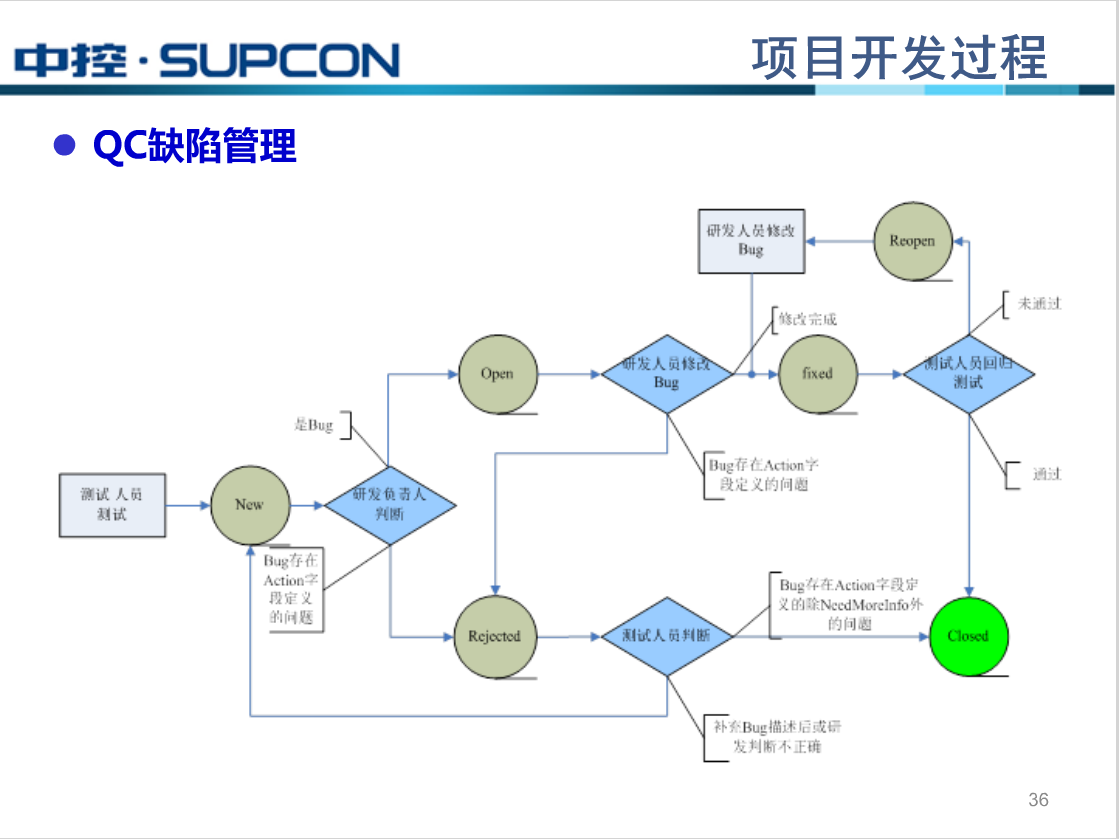 中控·SUPCON
项目开发过程
QC缺陷管理
研发人员修改
Bug
Reopen
未通过
修改完成
Open
研发人员修改
Bug
fixed
测试人员回归
测试
是Bug
Bug存在Action字
段定义的问题
通过
测试 人员
测试
New
研发负责人
判断
Bug存在
Action字
段定义
的问题
Rejected
测试人员判断
Bug存在Action字段定
义的除NeedMoreInfo外
的问题
Closed
补充Bug描述后或研
发判断不正确
36